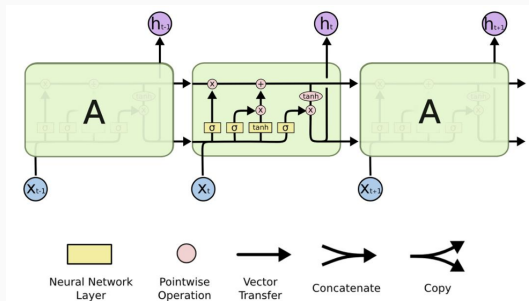 hₜ₋₁ hₜ hₜ₊₁
A A
x +
tanh
x x
σ σ tanh σ
xₜ₋₁ xₜ xₜ₊₁
Neural Network Layer
Pointwise Operation
Vector Transfer
Concatenate
Copy